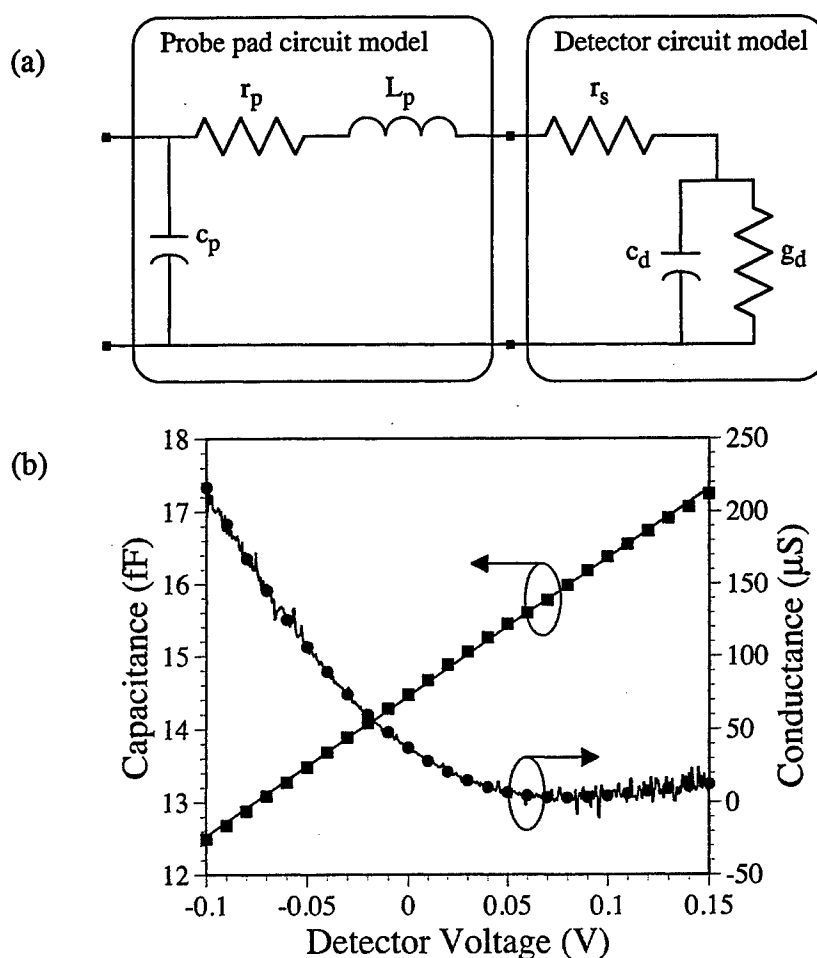 (a)
Probe pad circuit model
Detector circuit model
r_p
L_p
r_s
c_p
c_d
g_d
(b)
18
17
16
15
14
13
12
Capacitance (fF)
250
200
150
100
50
0
-50
Conductance (µS)
-0.1
-0.05
0
0.05
0.1
0.15
Detector Voltage (V)